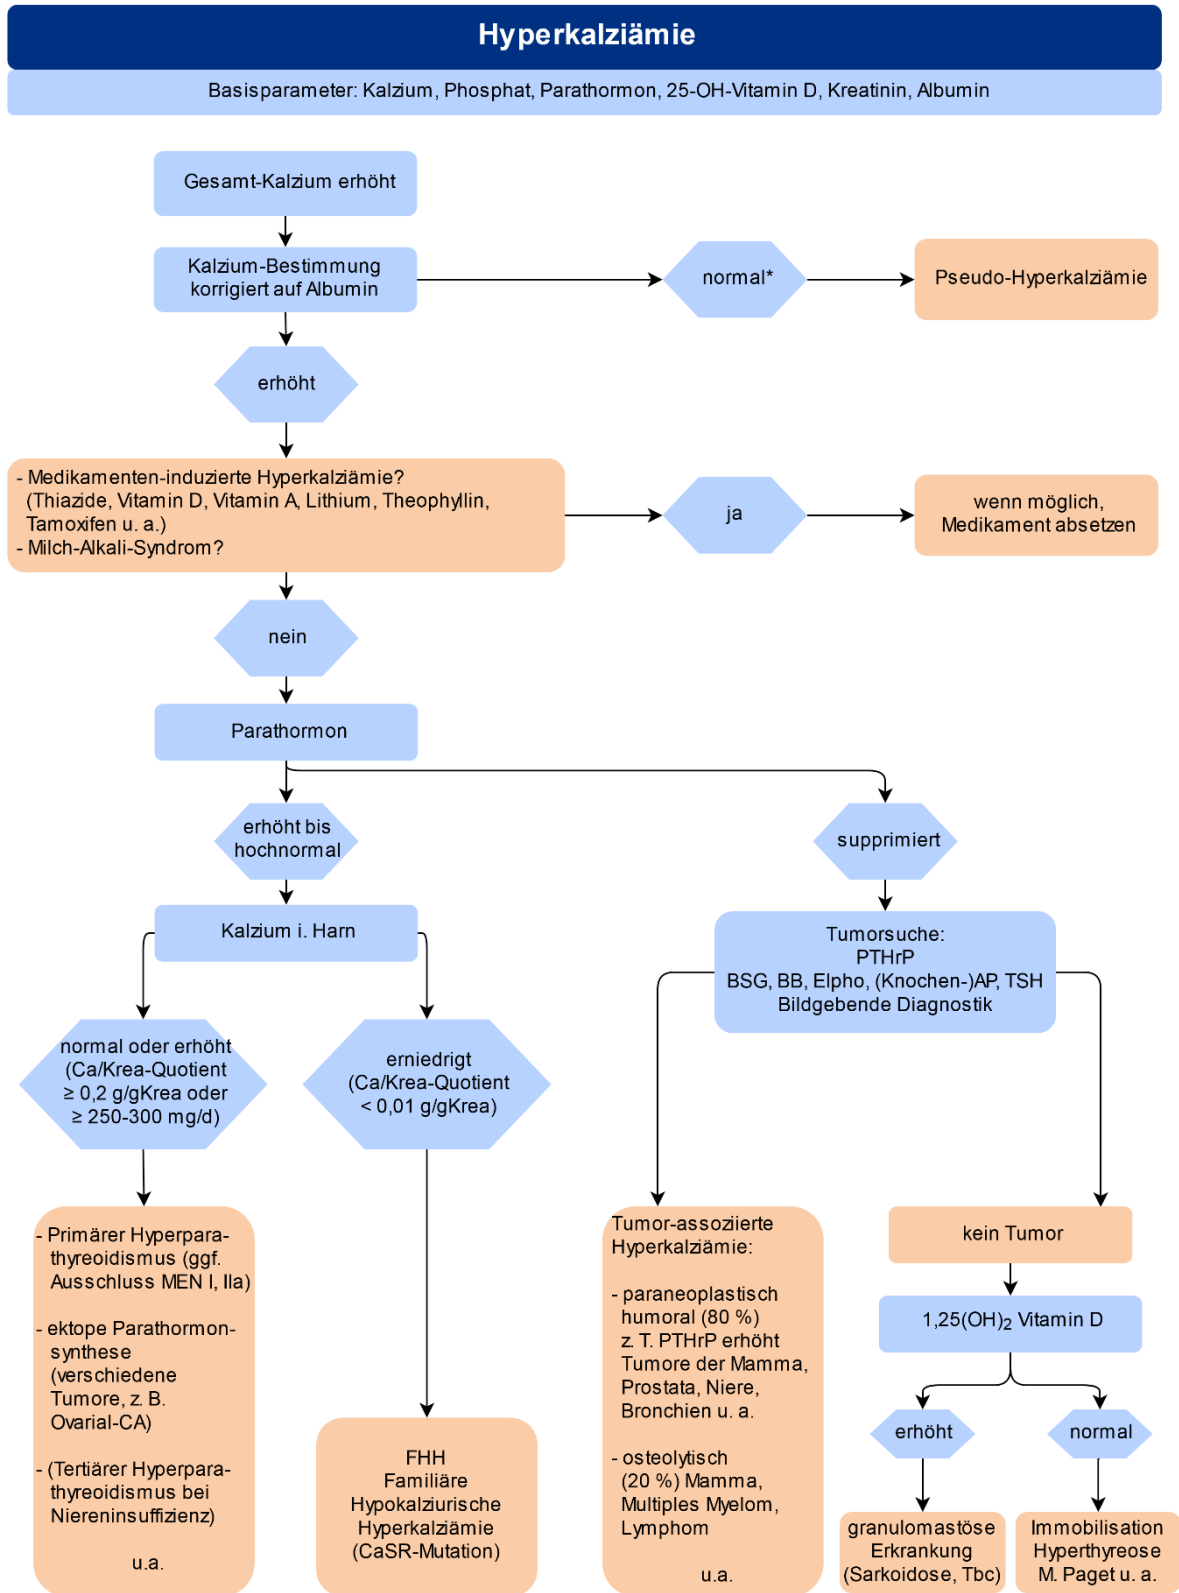 Hyperkalziämie
Basisparameter: Kalzium, Phosphat, Parathormon, 25-OH-Vitamin D, Kreatinin, Albumin
Gesamt-Kalzium erhöht
Kalzium-Bestimmung
korrigiert auf Albumin
normal*
Pseudo-Hyperkalziämie
erhöht
- Medikamenten-induzierte Hyperkalziämie?
(Thiazide, Vitamin D, Vitamin A, Lithium, Theophyllin,
Tamoxifen u. a.)
- Milch-Alkali-Syndrom?
ja
wenn möglich,
Medikament absetzen
nein
Parathormon
erhöht bis
hochnormal
supprimiert
Kalzium i. Harn
Tumorsuche:
PTHrP
BSG, BB, Elpho, (Knochen-)AP, TSH
Bildgebende Diagnostik
normal oder erhöht
(Ca/Krea-Quotient
≥ 0,2 g/gKrea oder
≥ 250-300 mg/d)
erniedrigt
(Ca/Krea-Quotient
< 0,01 g/gKrea)
- Primärer Hyperpara-
thyreoidismus (ggf.
Ausschluss MEN I, IIa)
- ektope Parathormon-
synthese
(verschiedene
Tumore, z. B.
Ovarial-CA)
- (Tertiärer Hyperpara-
thyreoidismus bei
Niereninsuffizienz)
u.a.
FHH
Familiäre
Hypokalziurische
Hyperkalziämie
(CaSR-Mutation)
Tumor-assoziierte
Hyperkalziämie:
- paraneoplastisch
humoral (80 %)
z. T. PTHrP erhöht
Tumore der Mamma,
Prostata, Niere,
Bronchien u. a.
- osteolytisch
(20 %) Mamma,
Multiples Myelom,
Lymphom
u.a.
kein Tumor
1,25(OH)₂ Vitamin D
erhöht
normal
granulomastöse
Erkrankung
(Sarkoidose, Tbc)
Immobilisation
Hyperthyreose
M. Paget u. a.